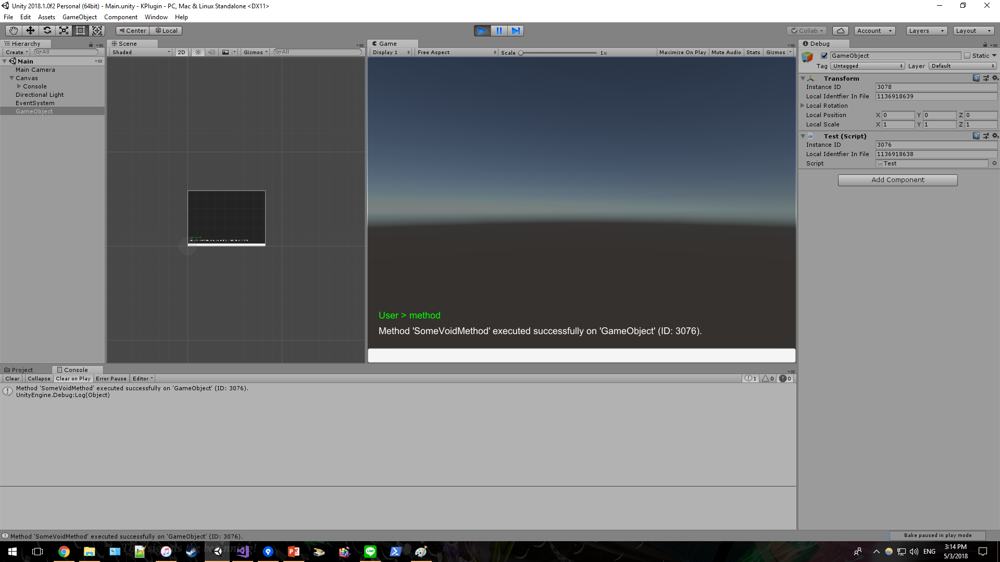 Unity 2018.1.0f2 Personal (64bit) - Main.unity - KPlugin - PC, Mac & Linux Standalone <DX11>
File Edit Assets GameObject Component Window Help
Center Local Collab Account Layers Layout
Hierarchy
Create All
Main
Main Camera
Canvas
Console
Directional Light
EventSystem
GameObject
Scene
Shaded 2D Gizmos All
Game
Display 1 Free Aspect Scale 1x Maximize On Play Mute Audio Stats Gizmos
User > method
Method 'SomeVoidMethod' executed successfully on 'GameObject' (ID: 3076).
Debug
GameObject Static
Tag Untagged Layer Default
Transform
Instance ID 3078
Local Identfier In File 1136918639
Local Rotation
Local Position X 0 Y 0 Z 0
Local Scale X 1 Y 1 Z 1
Test (Script)
Instance ID 3076
Local Identfier In File 1136918638
Script Test
Add Component
Project Console
Clear Collapse Clear on Play Error Pause Editor 1 0 0
Method 'SomeVoidMethod' executed successfully on 'GameObject' (ID: 3076).
UnityEngine.Debug:Log(Object)
Method 'SomeVoidMethod' executed successfully on 'GameObject' (ID: 3076).
Bake paused in play mode
LINE
ENG
3:14 PM
5/3/2018